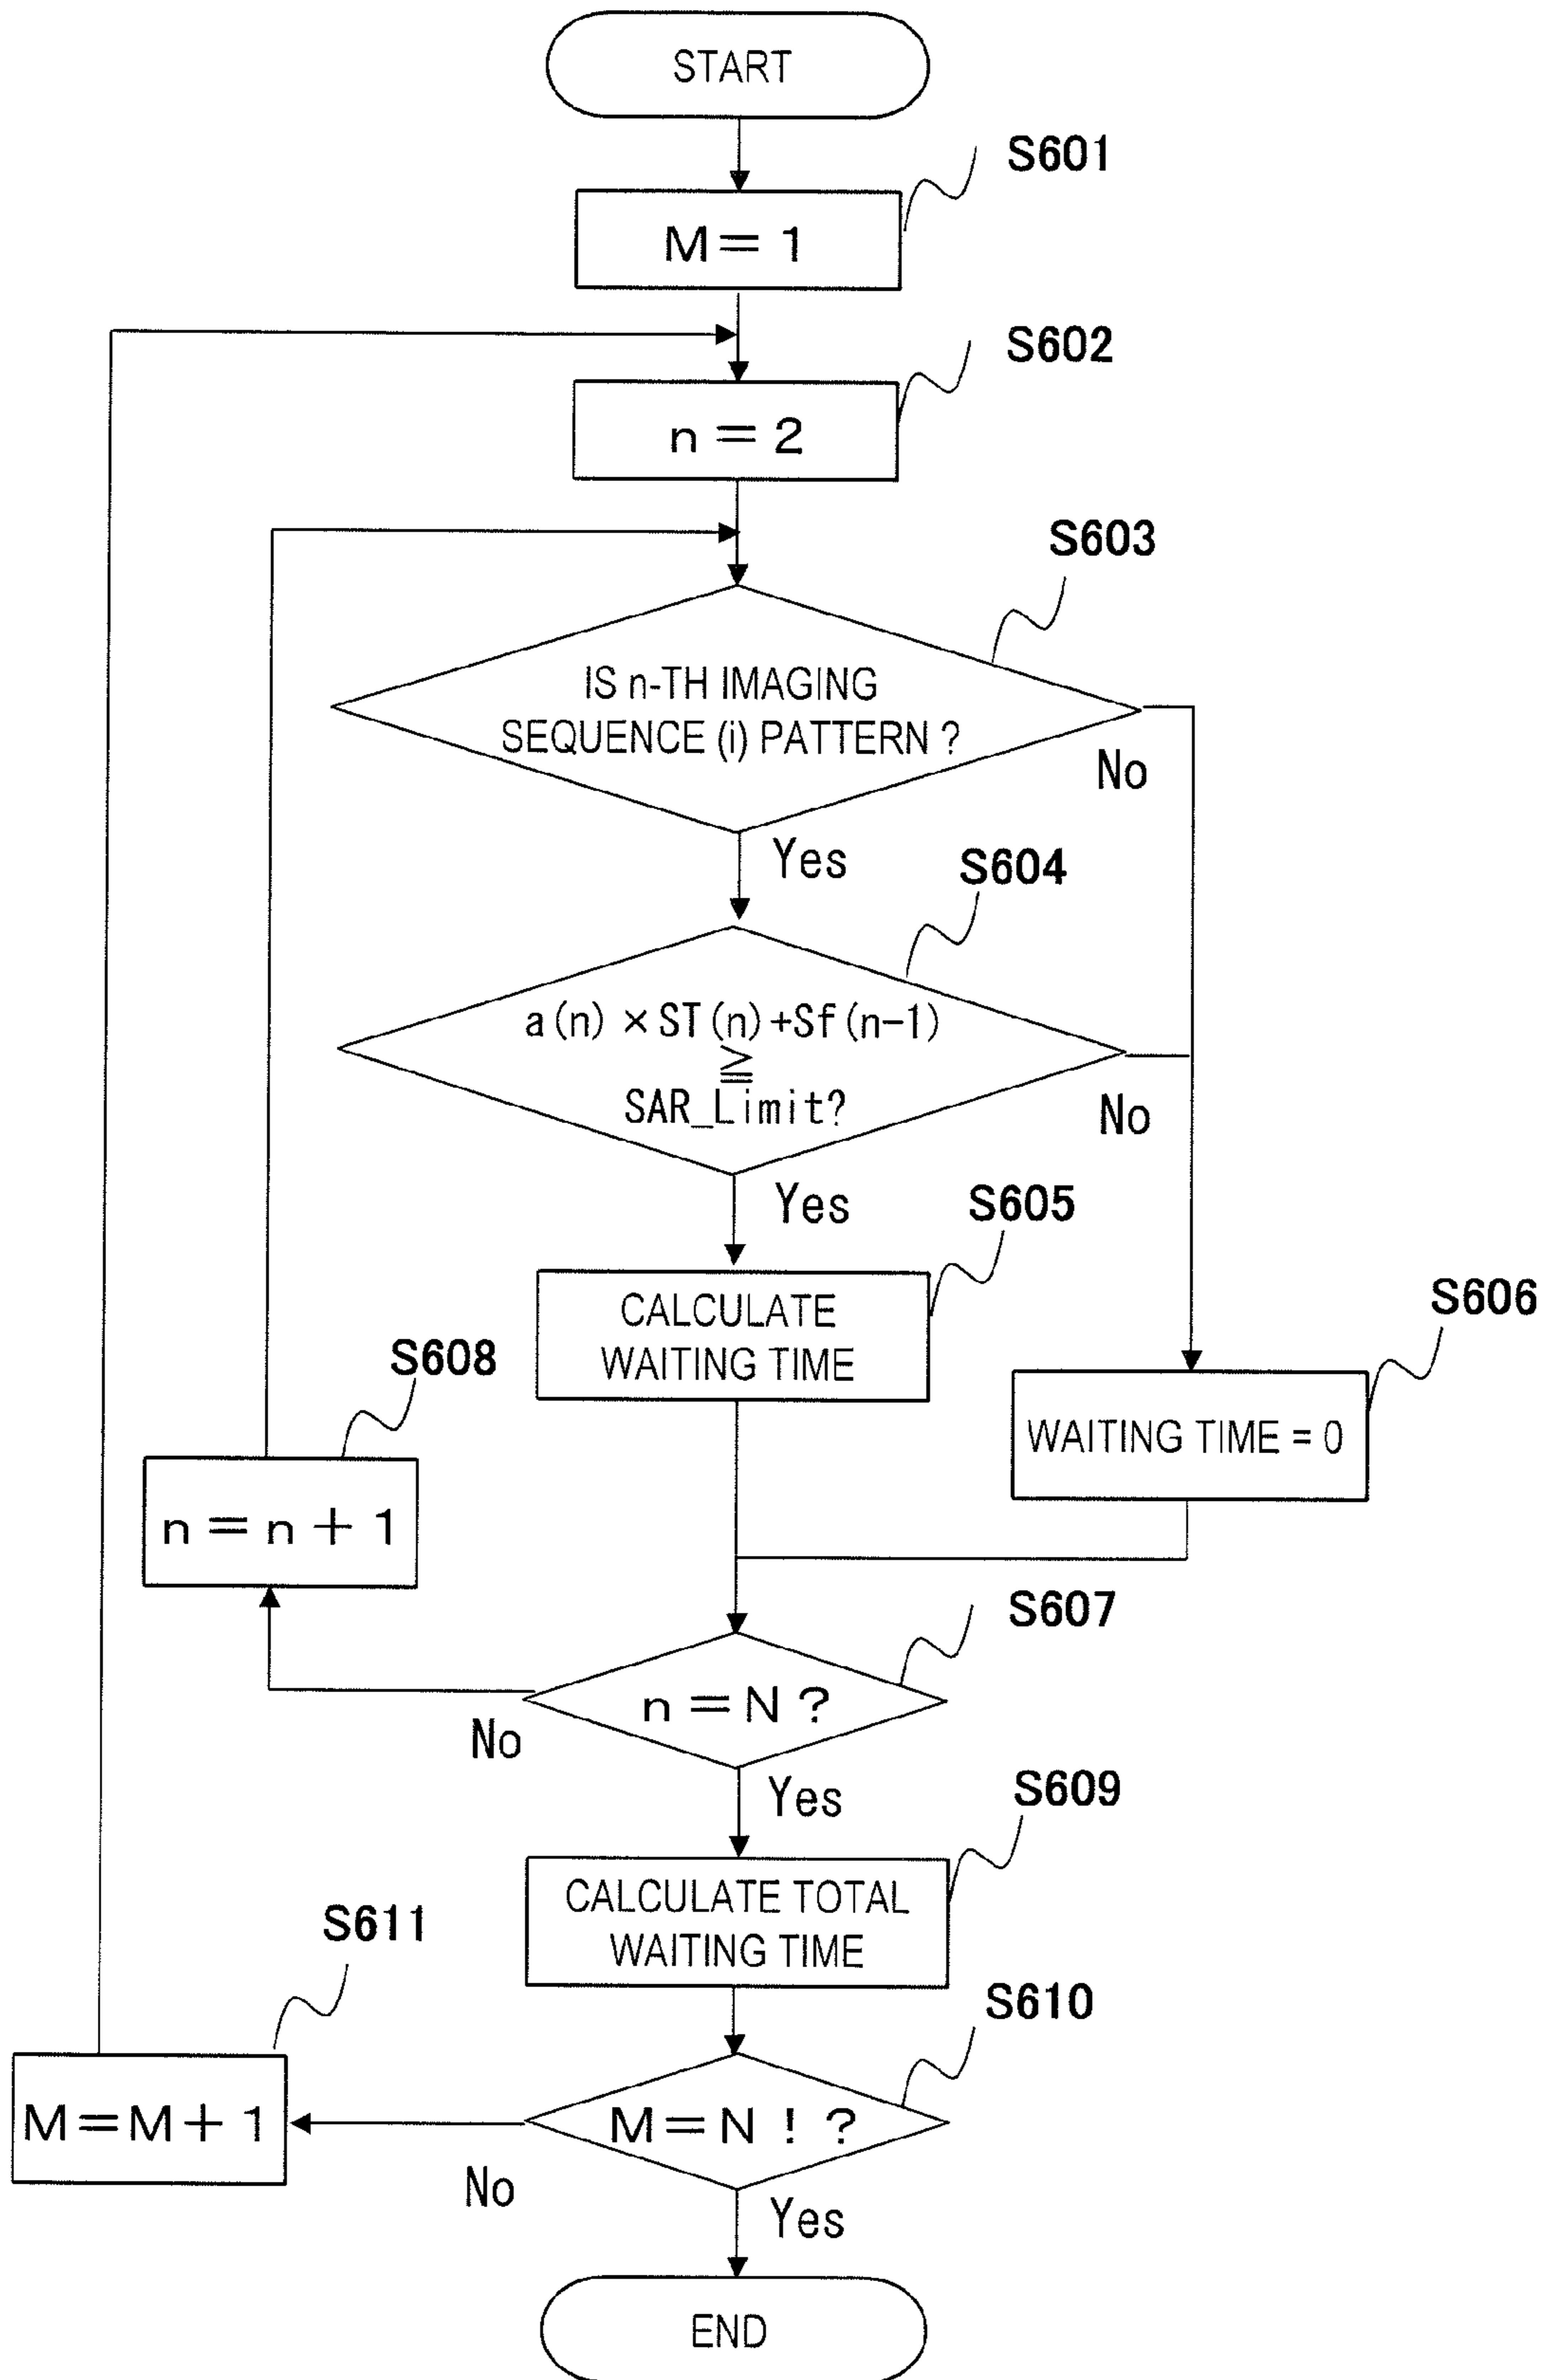 START
S601
M＝1
S602
n＝2
S603
IS n-TH IMAGING
SEQUENCE (i) PATTERN ?
No
Yes
S604
a(n)×ST(n)+Sf(n-1)
≧
SAR_Limit?
No
Yes
S605
CALCULATE
WAITING TIME
S606
WAITING TIME = 0
S608
n＝n＋1
S607
n＝N？
No
Yes
S609
CALCULATE TOTAL
WAITING TIME
S611
M＝M＋1
S610
M＝N！？
No
Yes
END